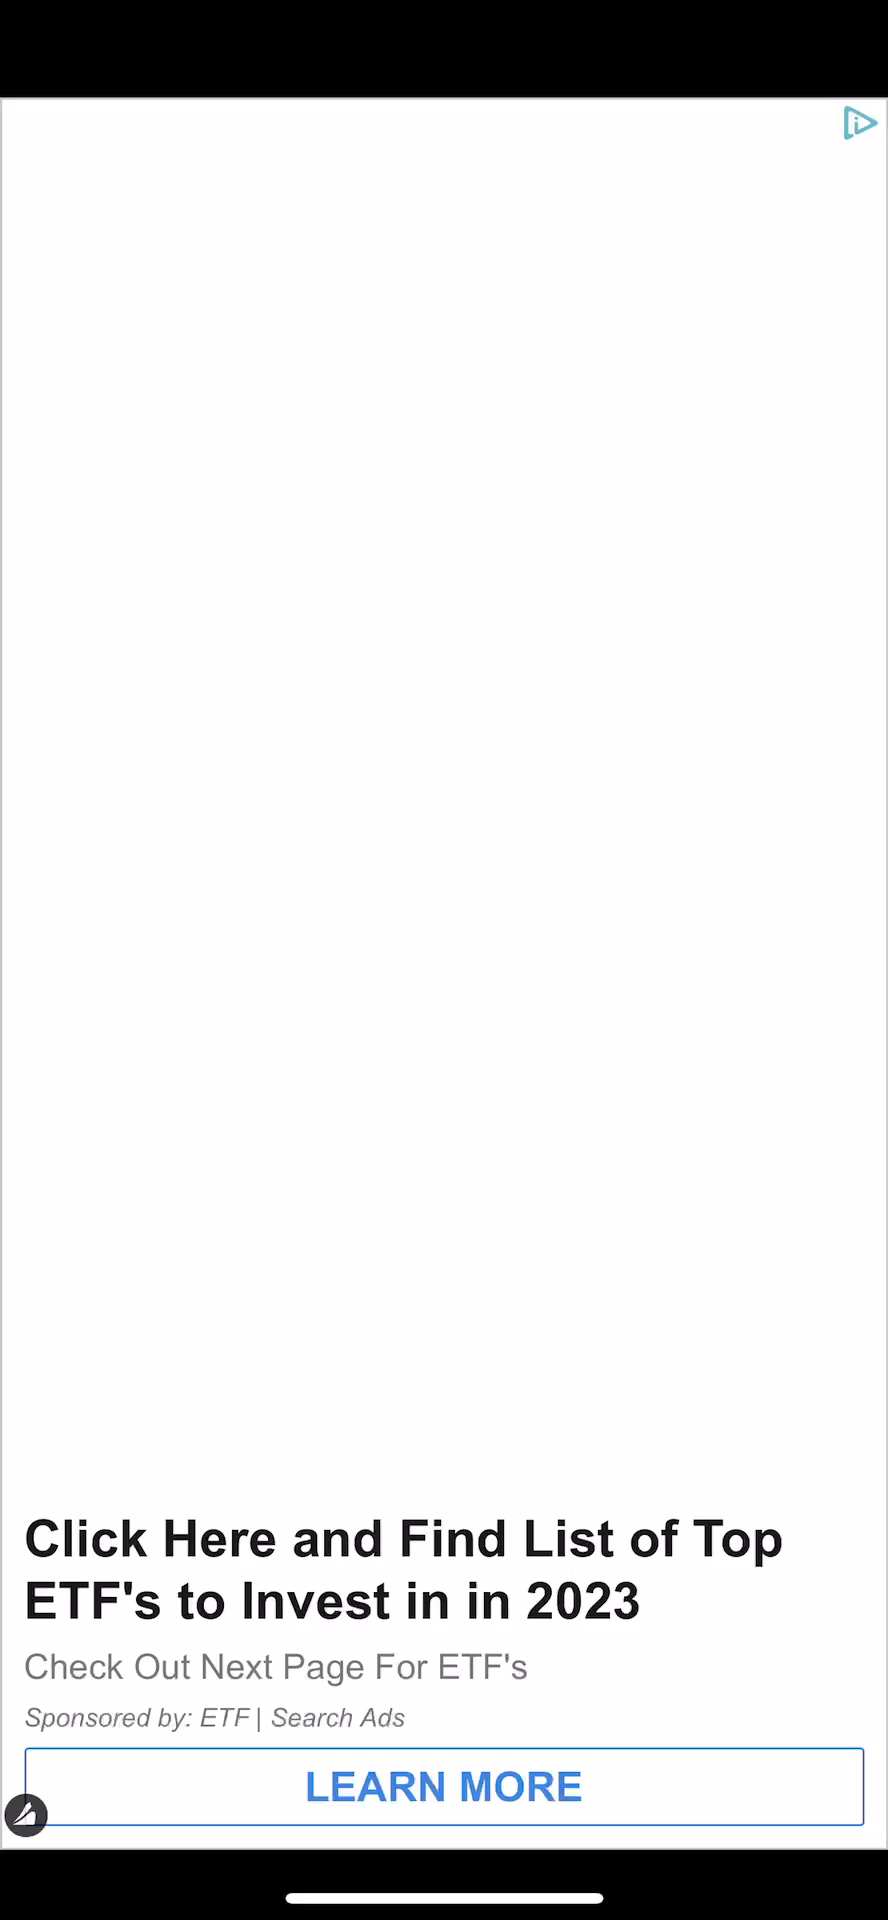 Click Here and Find List of Top
ETF's to Invest in in 2023
Check Out Next Page For ETF's
Sponsored by: ETF | Search Ads
LEARN MORE